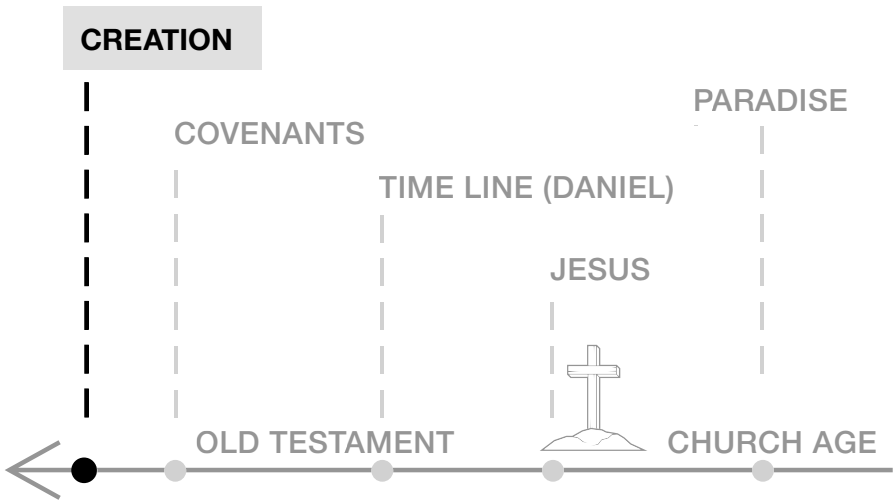 CREATION
PARADISE
COVENANTS
TIME LINE (DANIEL)
JESUS
OLD TESTAMENT
CHURCH AGE